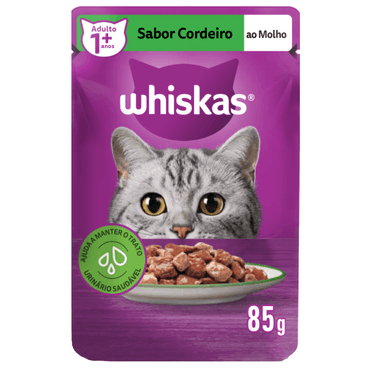 Adulto
1+
anos
Sabor Cordeiro
ao Molho
whiskas®
AJUDA A MANTER O TRATO
URINÁRIO SAUDÁVEL
85g